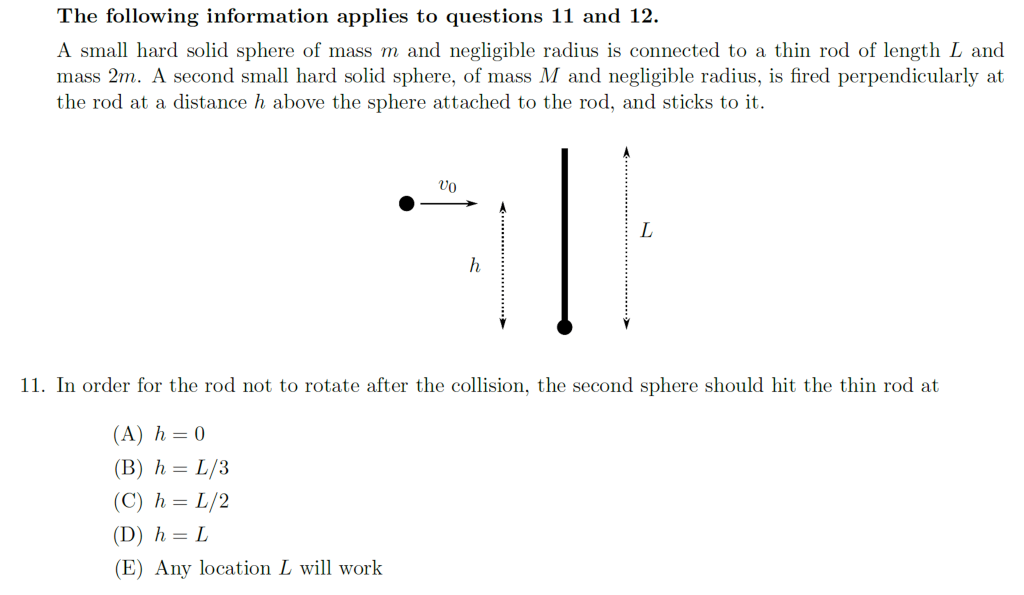 The following information applies to questions 11 and 12.
A small hard solid sphere of mass m and negligible radius is connected to a thin rod of length L and
mass 2m. A second small hard solid sphere, of mass M and negligible radius, is fired perpendicularly at
the rod at a distance h above the sphere attached to the rod, and sticks to it.
v₀
L
h
11. In order for the rod not to rotate after the collision, the second sphere should hit the thin rod at
(A) h = 0
(B) h = L/3
(C) h = L/2
(D) h = L
(E) Any location L will work